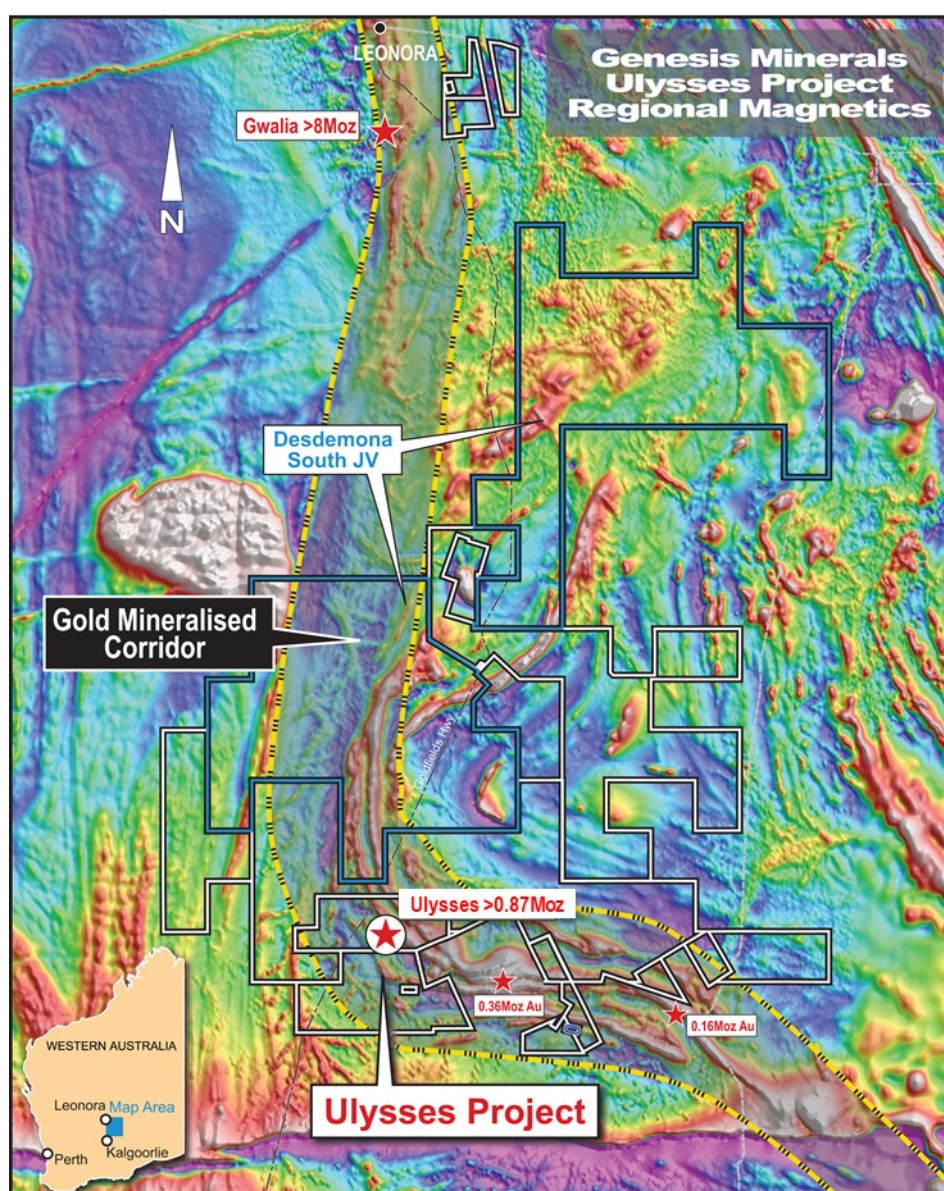 Genesis Minerals
Ulysses Project
Regional Magnetics
LEONORA
Gwalia >8Moz
N
Desdemona
South JV
Gold Mineralised
Corridor
Goldfields Hwy
Ulysses >0.87Moz
0.36Moz Au
0.16Moz Au
Ulysses Project
WESTERN AUSTRALIA
Leonora
Map Area
Kalgoorlie
Perth